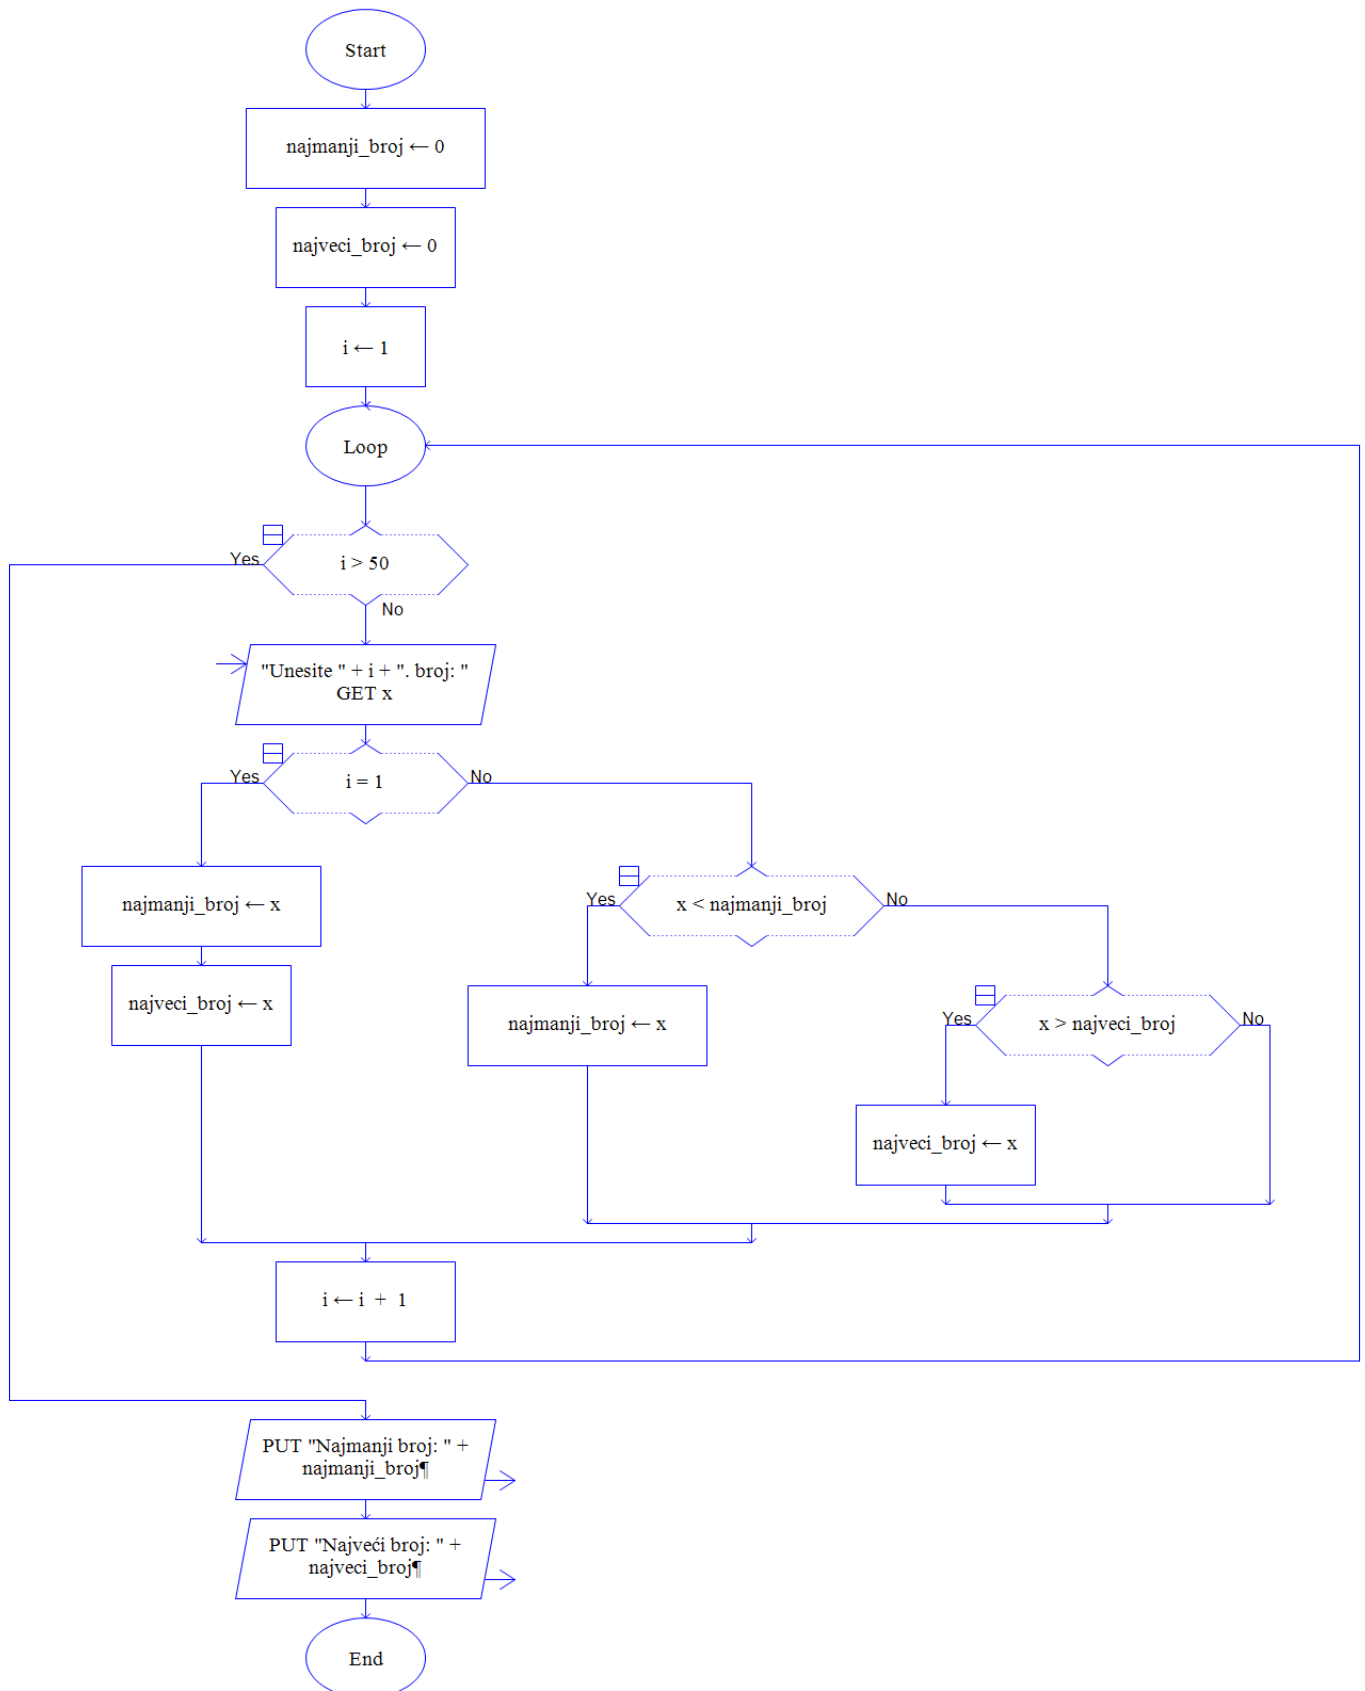 Start
najmanji_broj ← 0
najveci_broj ← 0
i ← 1
Loop
Yes
i > 50
No
"Unesite " + i + ". broj: "
GET x
Yes
i = 1
No
najmanji_broj ← x
najveci_broj ← x
Yes
x < najmanji_broj
No
najmanji_broj ← x
Yes
x > najveci_broj
No
najveci_broj ← x
i ← i + 1
PUT "Najmanji broj: " +
najmanji_broj¶
PUT "Najveći broj: " +
najveci_broj¶
End